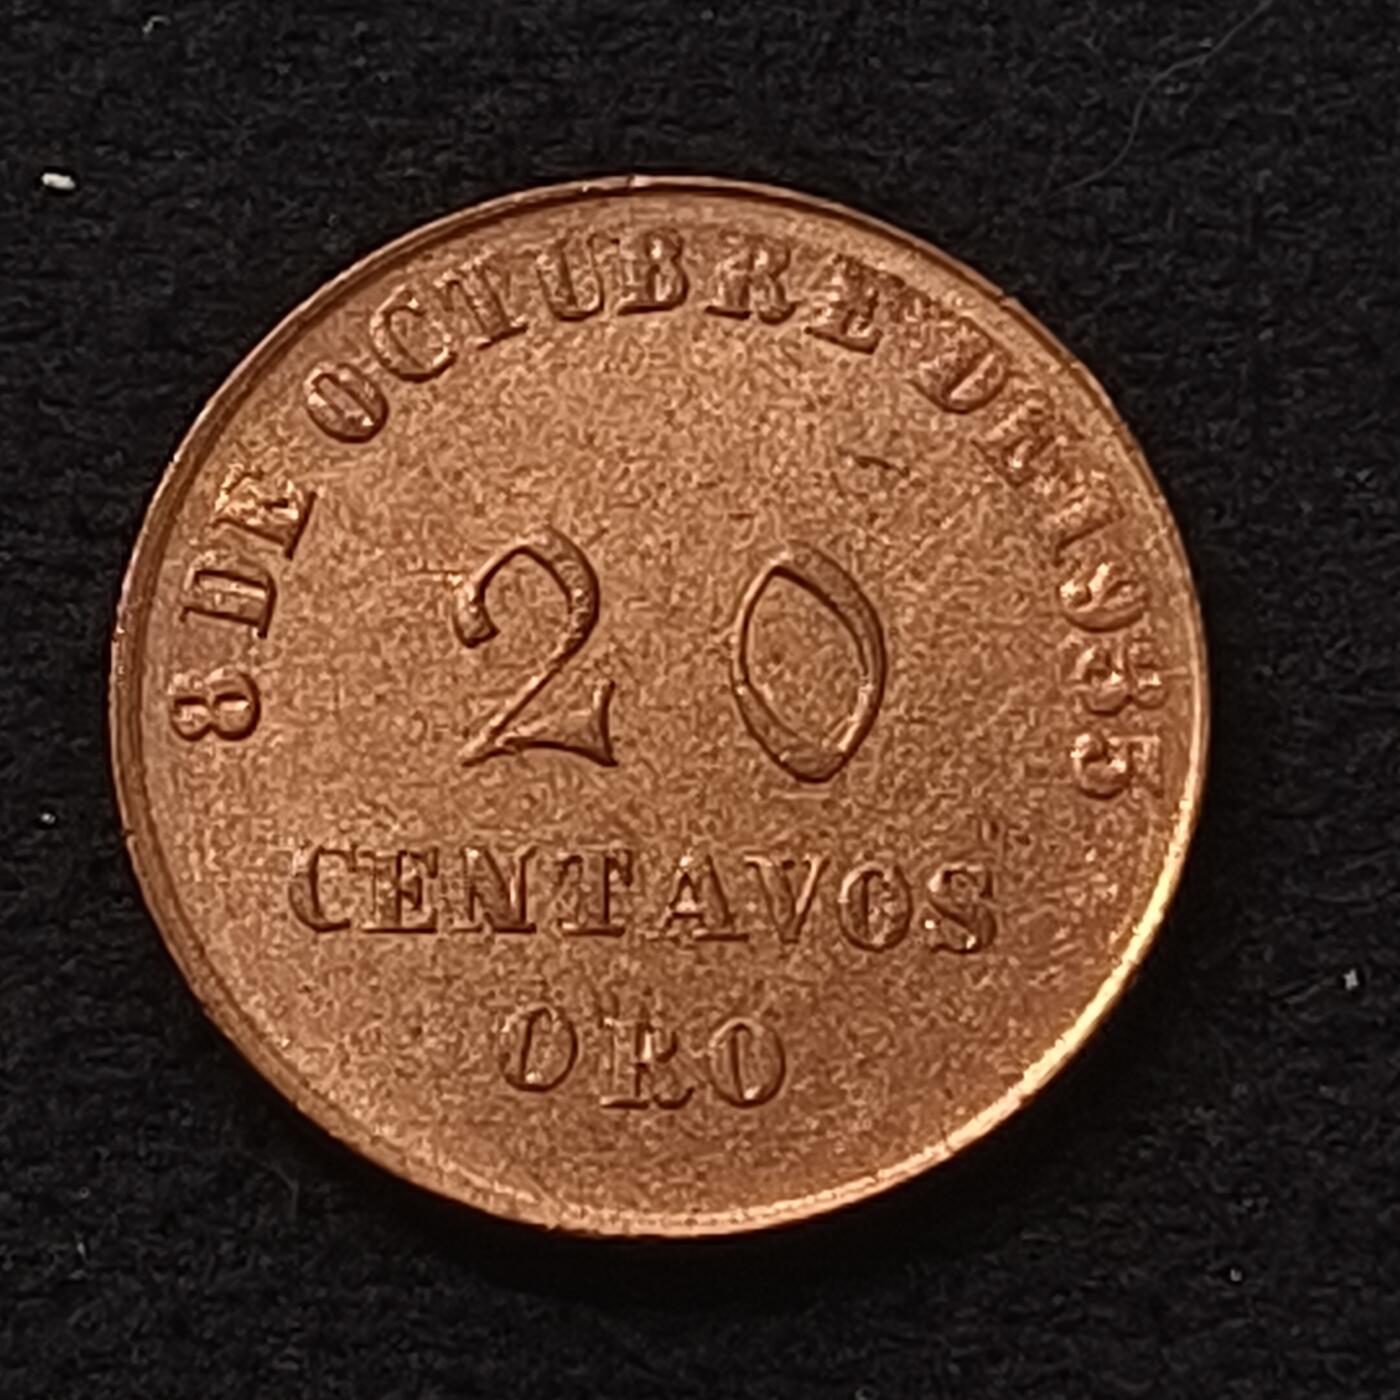 8 DE OCTUBRE DE 1935
20
CENTAVOS
ORO